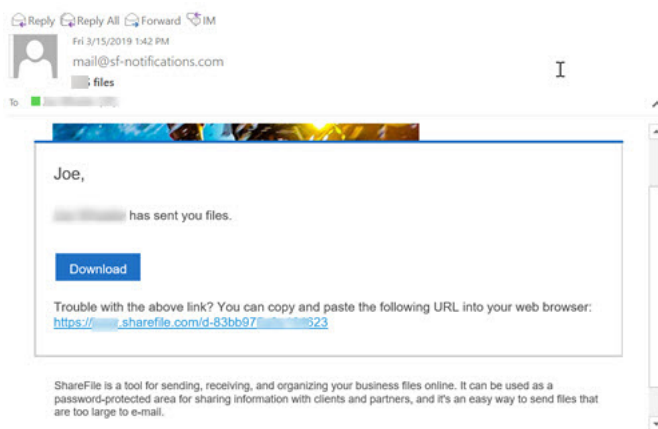 Reply Reply All Forward IM
Fri 3/15/2019 1:42 PM
mail@sf-notifications.com
files
To
Joe,
has sent you files.
Download
Trouble with the above link? You can copy and paste the following URL into your web browser:
https:// .sharefile.com/d-83bb97 623
ShareFile is a tool for sending, receiving, and organizing your business files online. It can be used as a
password-protected area for sharing information with clients and partners, and it's an easy way to send files that
are too large to e-mail.